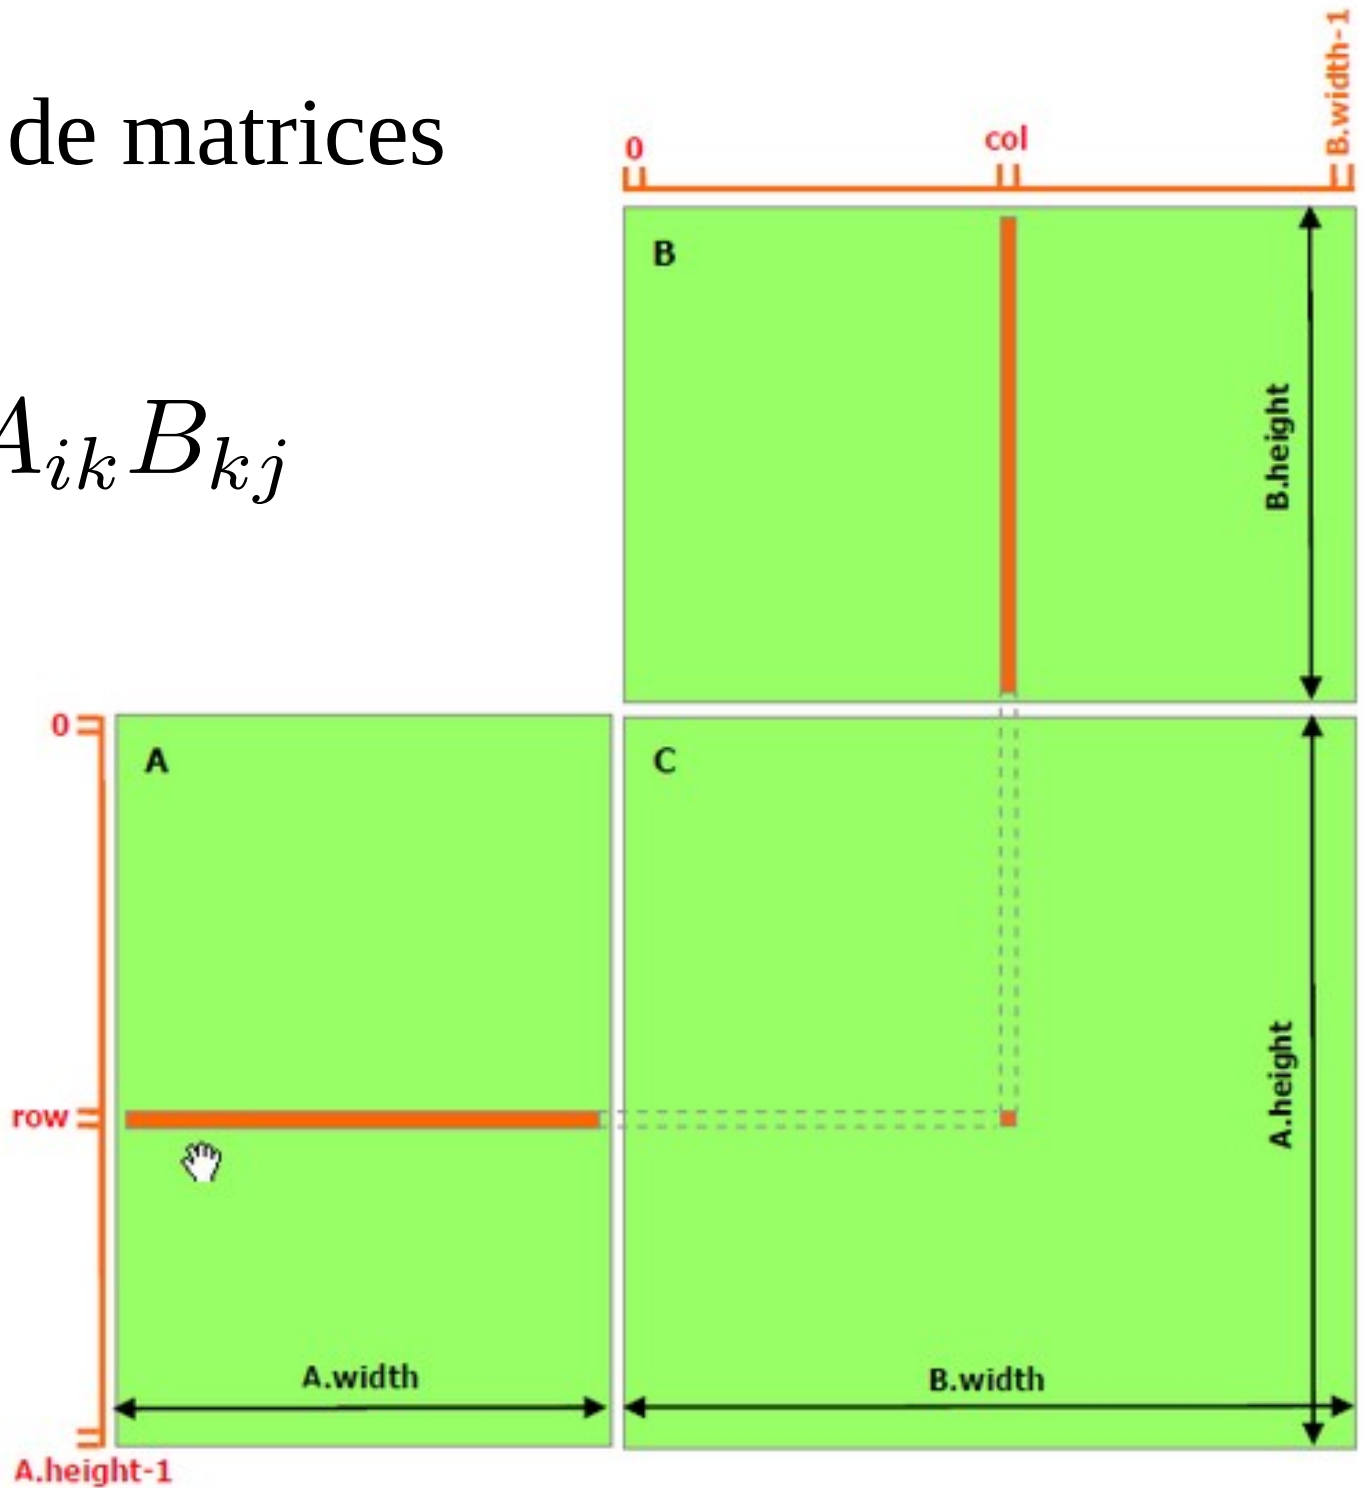 de matrices
A_{ik}B_{kj}
0
col
B.width-1
B
B.height
0
A
C
row
A.height
A.width
B.width
A.height-1